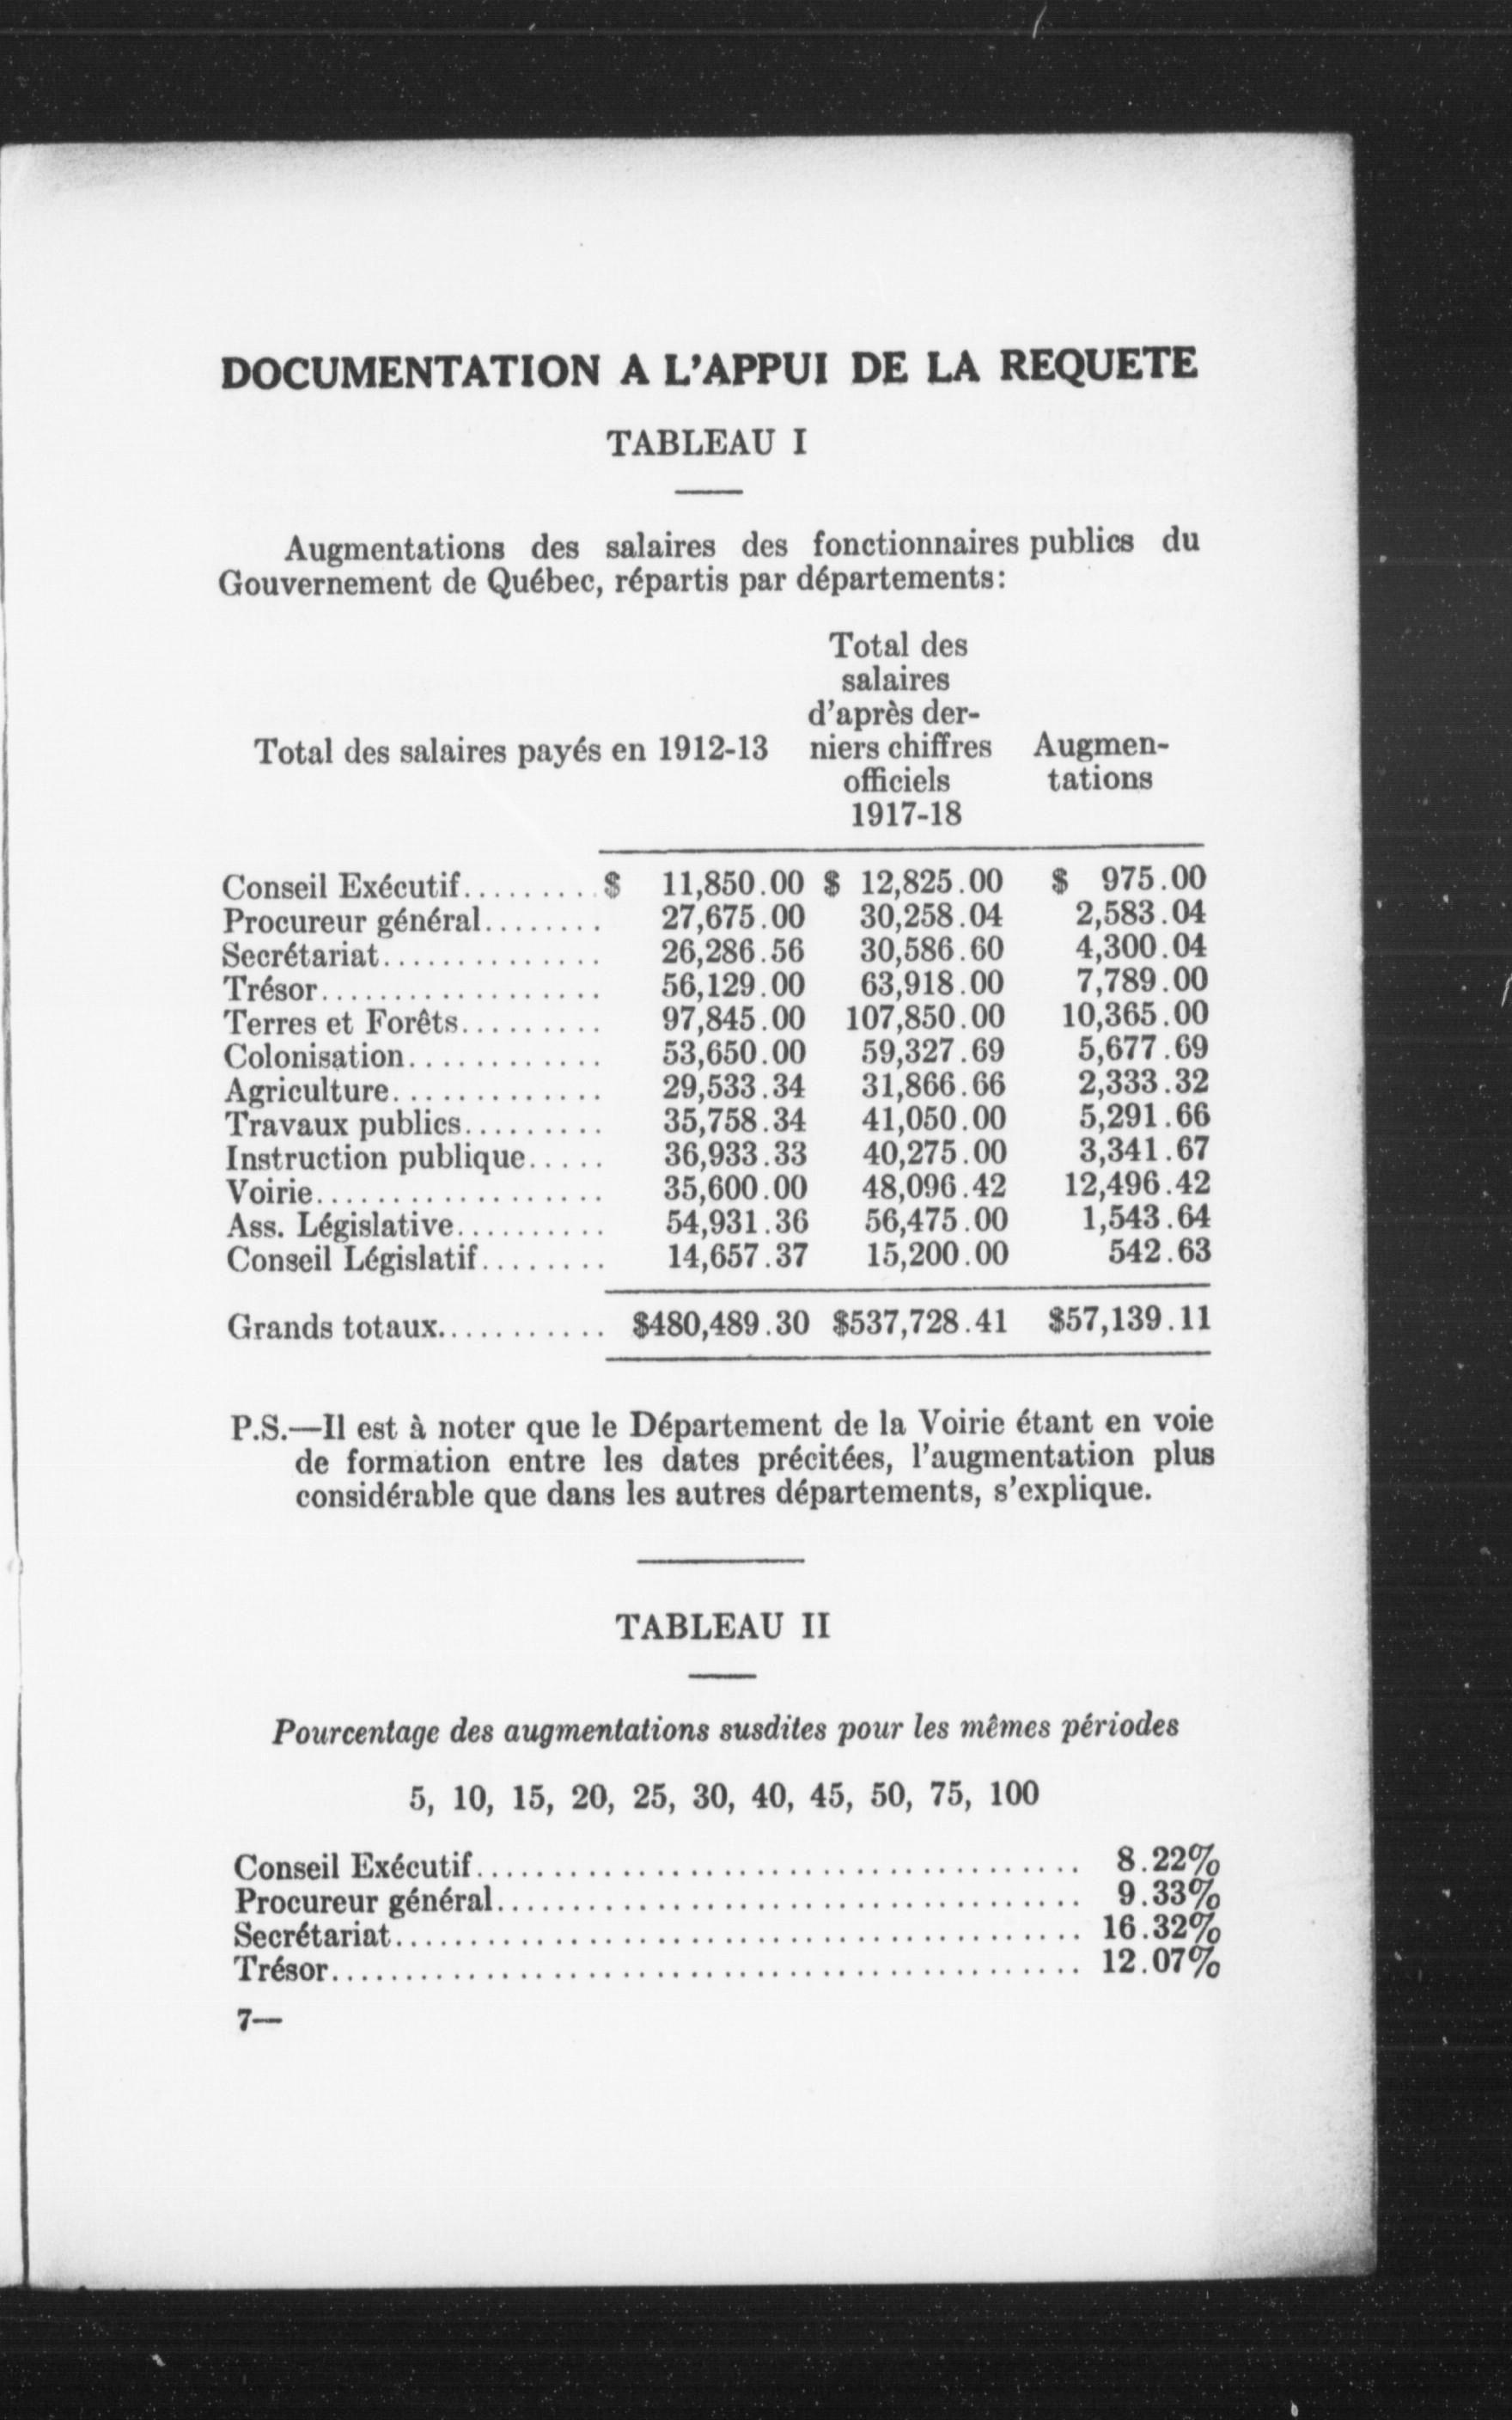 DOCUMENTATION A L'APPUI DE LA REQUETE
TABLEAU I
Augmentations des salaires des fonctionnaires publics du
Gouvernement de Québec, répartis par départements:
Total des
salaires
d'après der-
Total des salaires payés en 1912-13 niers chiffres Augmen-
officiels tations
1917-18
Conseil Exécutif......... $ 11,850.00 $ 12,825.00 $ 975.00
Procureur général........ 27,675.00 30,258.04 2,583.04
Secrétariat............... 26,286.56 30,586.60 4,300.04
Trésor................... 56,129.00 63,918.00 7,789.00
Terres et Forêts......... 97,845.00 107,850.00 10,365.00
Colonisation............. 53,650.00 59,327.69 5,677.69
Agriculture.............. 29,533.34 31,866.66 2,333.32
Travaux publics......... 35,758.34 41,050.00 5,291.66
Instruction publique..... 36,933.33 40,275.00 3,341.67
Voirie................... 35,600.00 48,096.42 12,496.42
Ass. Législative.......... 54,931.36 56,475.00 1,543.64
Conseil Législatif........ 14,657.37 15,200.00 542.63
Grands totaux........... $480,489.30 $537,728.41 $57,139.11
P.S.—Il est à noter que le Département de la Voirie étant en voie
de formation entre les dates précitées, l'augmentation plus
considérable que dans les autres départements, s'explique.
TABLEAU II
Pourcentage des augmentations susdites pour les mêmes périodes
5, 10, 15, 20, 25, 30, 40, 45, 50, 75, 100
Conseil Exécutif....................................... 8.22%
Procureur général...................................... 9.33%
Secrétariat............................................. 16.32%
Trésor................................................. 12.07%
7—